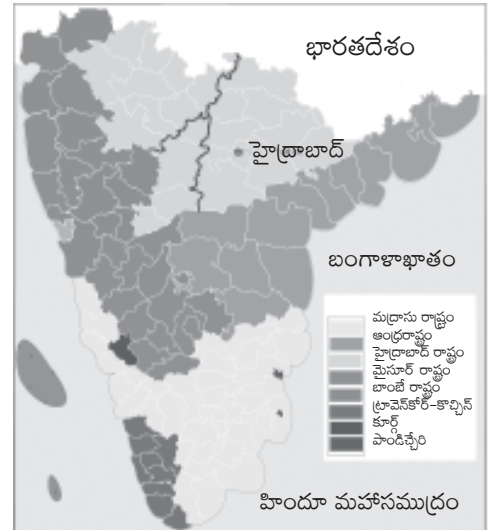 భారతదేశం
హైద్రాబాద్
బంగాళాఖాతం
మద్రాసు రాష్ట్రం
ఆంధ్రరాష్ట్రం
హైద్రాబాద్ రాష్ట్రం
మైసూర్ రాష్ట్రం
బాంబే రాష్ట్రం
ట్రావెన్‌కోర్-కొచ్చిన్
కూర్గ్
పాండిచ్చేరి
హిందూ మహాసముద్రం